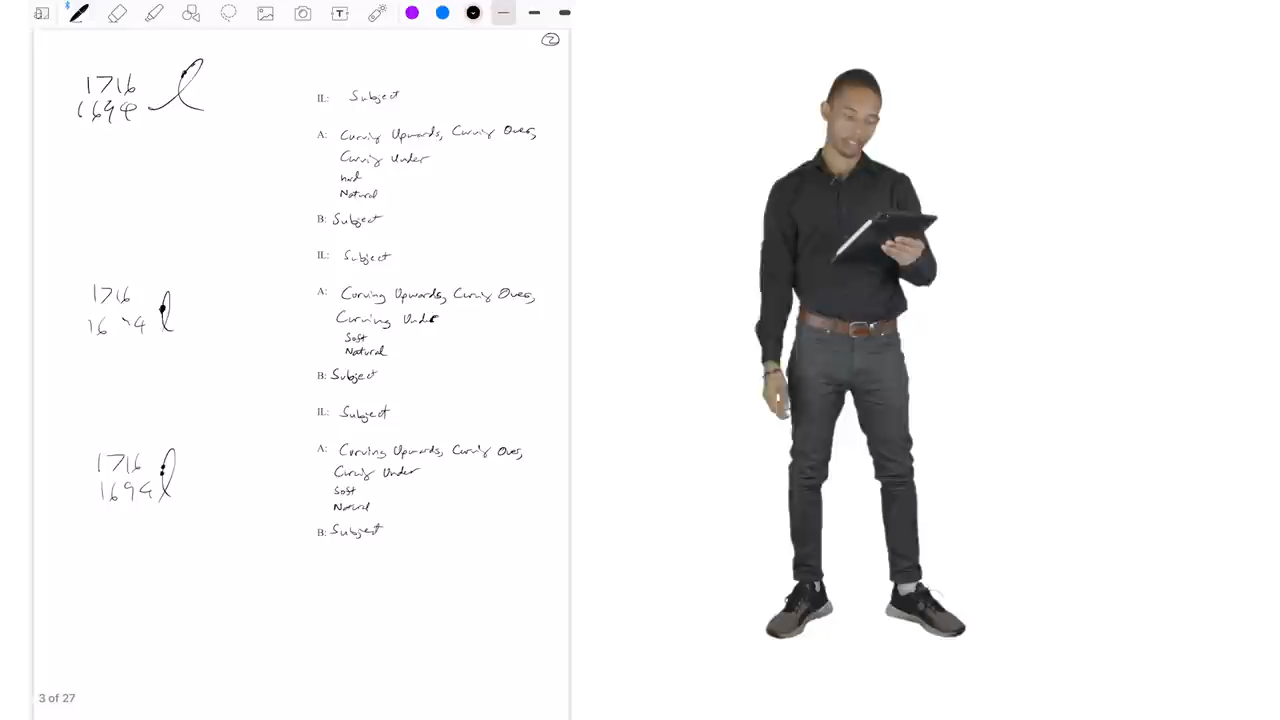 T
2
1716
1694
IL: Subject
A: Curving Upwards, Curving Over,
Curving Under
hard
Natural
B: Subject
1716
IL: Subject
A: Curving Upwards, Curving Over,
Curving Under
Soft
Natural
B: Subject
1716
1694
IL: Subject
A: Curving Upwards, Curving Over,
Curving Under
Soft
Natural
B: Subject
3 of 27